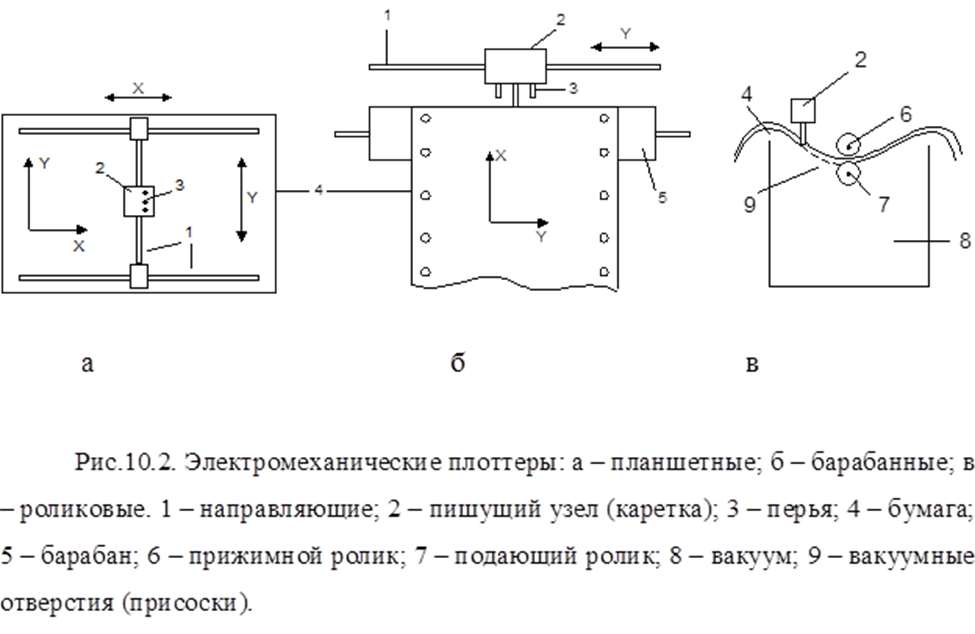 1
2
Y
3
X
Y
2
3
Y
X
1
4
X
Y
5
2
4
6
9
7
8
а
б
в
Рис.10.2. Электромеханические плоттеры: а – планшетные; б – барабанные; в
– роликовые. 1 – направляющие; 2 – пишущий узел (каретка); 3 – перья; 4 – бумага;
5 – барабан; 6 – прижимной ролик; 7 – подающий ролик; 8 – вакуум; 9 – вакуумные
отверстия (присоски).